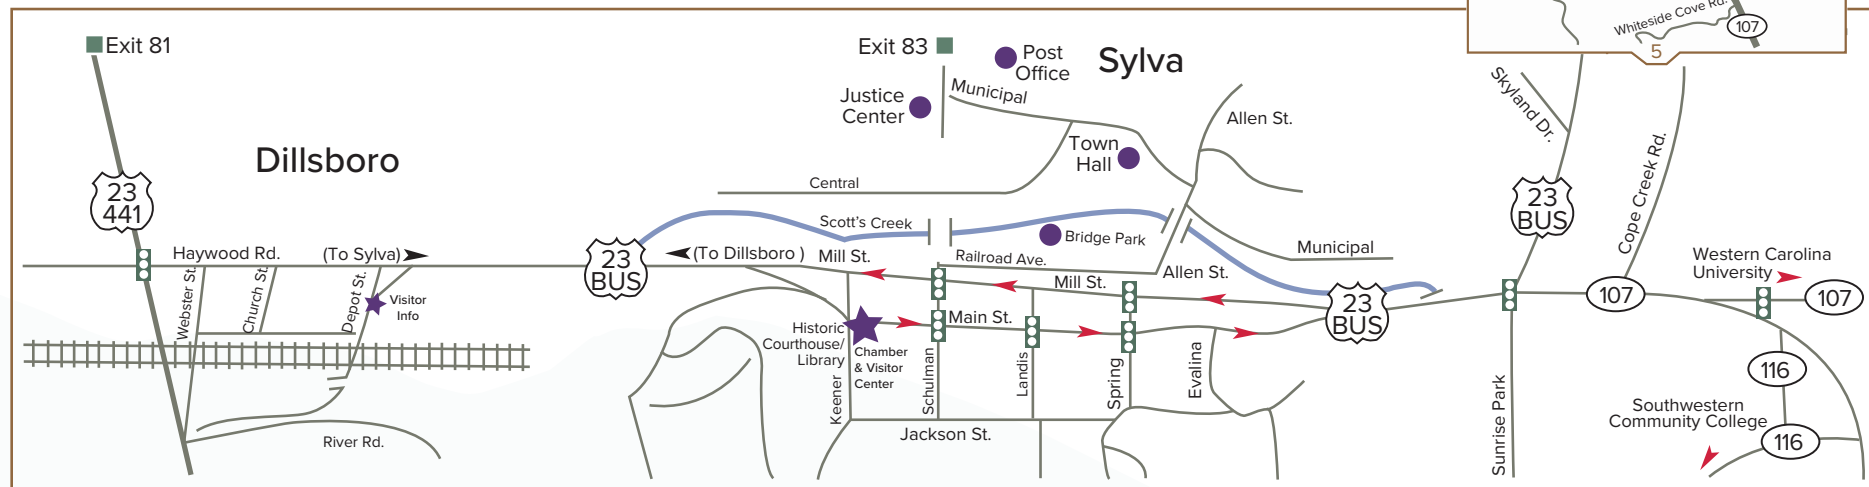 Whiteside Cove Rd.
107
5
Exit 81
Exit 83
Post
Office
Sylva
Justice
Center
Municipal
Skyland Dr.
Allen St.
Dillsboro
Town
Hall
Cope Creek Rd.
23
441
Central
23
BUS
Scott's Creek
Bridge Park
Haywood Rd.
(To Sylva)
23
BUS
(To Dillsboro )
Mill St.
Railroad Ave.
Municipal
Western Carolina
University
Webster St.
Church St.
Depot St.
Visitor
Info
Mill St.
Allen St.
23
BUS
107
107
Main St.
Historic
Courthouse/
Library
Chamber
& Visitor
Center
Keener
Schulman
Landis
Spring
Evalina
Sunrise Park
116
Southwestern
Community College
116
River Rd.
Jackson St.